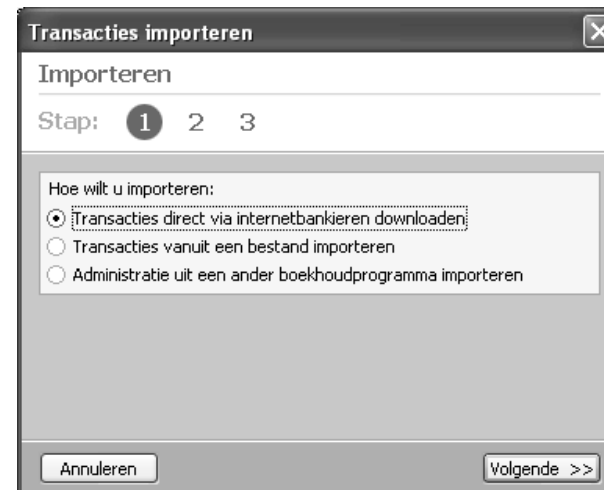 Transacties importeren
Importeren
Stap: 1 2 3
Hoe wilt u importeren:
Transacties direct via internetbankieren downloaden
Transacties vanuit een bestand importeren
Administratie uit een ander boekhoudprogramma importeren
Annuleren Volgende >>